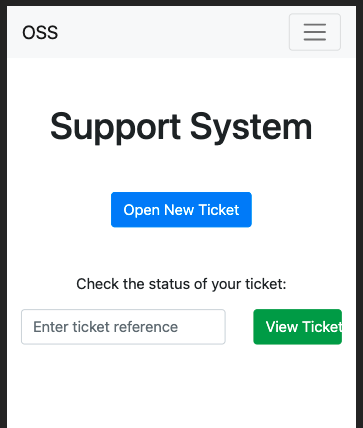 OSS
Support System
Open New Ticket
Check the status of your ticket:
Enter ticket reference
View Ticket